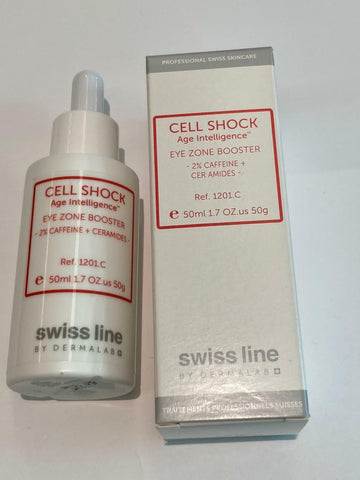 CELL SHOCK
Age Intelligence™
EYE ZONE BOOSTER
- 2% CAFFEINE + CERAMIDES -
Ref. 1201.C
e 50ml 1.7 OZ.us 50g
swiss line
BY DERMALAB
PROFESSIONAL SWISS SKINCARE
CELL SHOCK
Age Intelligence™
EYE ZONE BOOSTER
- 2% CAFFEINE +
CER AMIDES -
Ref. 1201.C
e 50ml 1.7 OZ.us 50g
swiss line
BY DERMALAB
TRAITEMENTS PROFESSIONNELS SUISSES